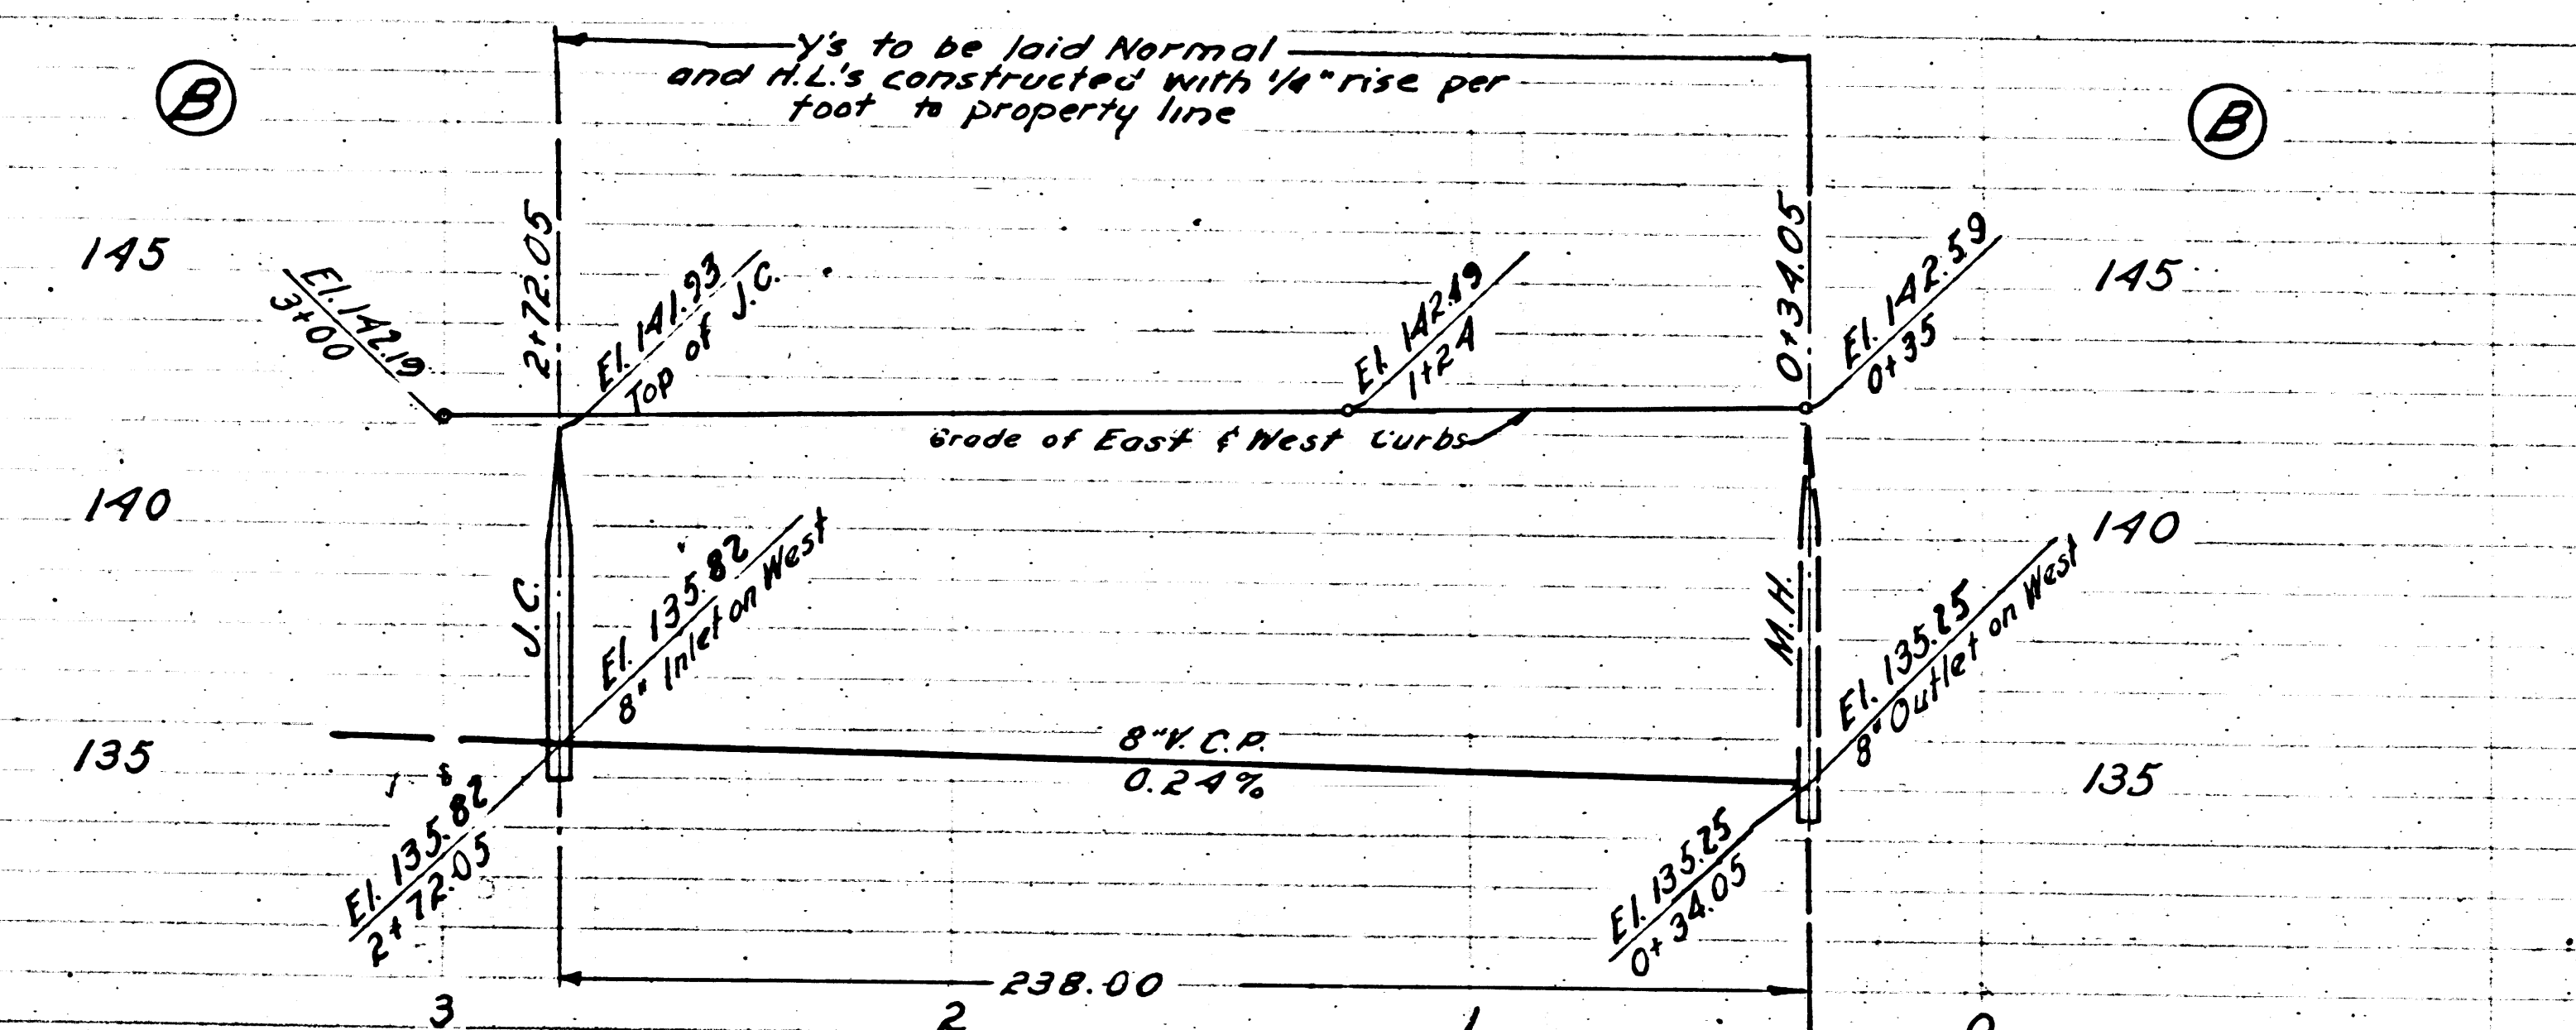 Y's to be laid Normal
and H.L.'s constructed with 1/4" rise per
foot to property line
B
B
145
El. 142.19
3+00
2+72.05
El. 141.93
Top of J.C.
El. 142.49
1+24
0+34.05
El. 142.59
0+35
145
Grade of East & West Curbs
140
J.C.
El. 135.82
8" Inlet on West
M.H.
El. 135.25
8" Outlet on West
140
135
8" V.C.P.
0.24%
135
El. 135.82
2+72.05
El. 135.25
0+34.05
238.00
3
2
1
0